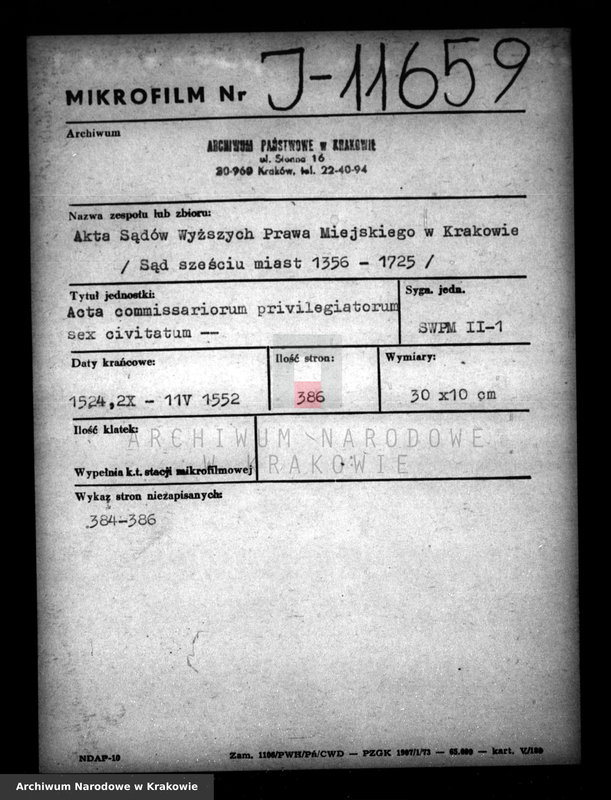 MIKROFILM Nr J-11659
Archiwum
ARCHIWUM PAŃSTWOWE w KRAKOWIE
ul. Sienna 16
30-960 Kraków, tel. 22-40-94
Nazwa zespołu lub zbioru:
Akta Sądów Wyższych Prawa Miejskiego w Krakowie
/ Sąd sześciu miast 1356 - 1725 /
Tytuł jednostki:
Sygn. jedn.
Acta commissariorum privilegiatorum
sex civitatum --
SWPM II-1
Daty krańcowe:
Ilość stron:
Wymiary:
1524,2X - 11V 1552
386
30 x10 cm
Ilość klatek:
ARCHIWUM NARODOWE
W KRAKOWIE
Wypełnia k.t. stacji mikrofilmowej
Wykaz stron niezapisanych:
384-386
NDAP-10
Zam. 1106/PWH/Pń/CWD — PZGK 1907/1/73 — 65.000 — kart. V/180
Archiwum Narodowe w Krakowie